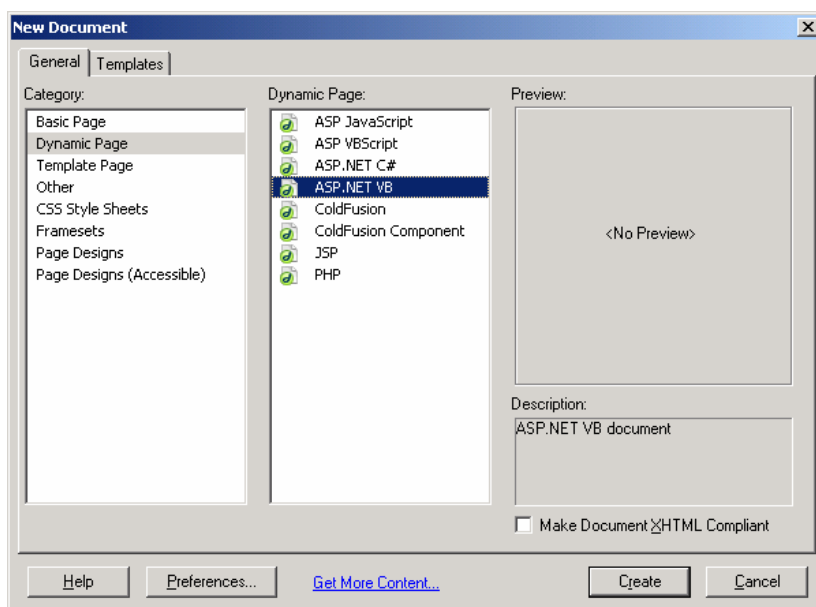 New Document
General Templates
Category:
Basic Page
Dynamic Page
Template Page
Other
CSS Style Sheets
Framesets
Page Designs
Page Designs (Accessible)
Dynamic Page:
ASP JavaScript
ASP VBScript
ASP.NET C#
ASP.NET VB
ColdFusion
ColdFusion Component
JSP
PHP
Preview:
<No Preview>
Description:
ASP.NET VB document
Make Document XHTML Compliant
Help Preferences... Get More Content... Create Cancel